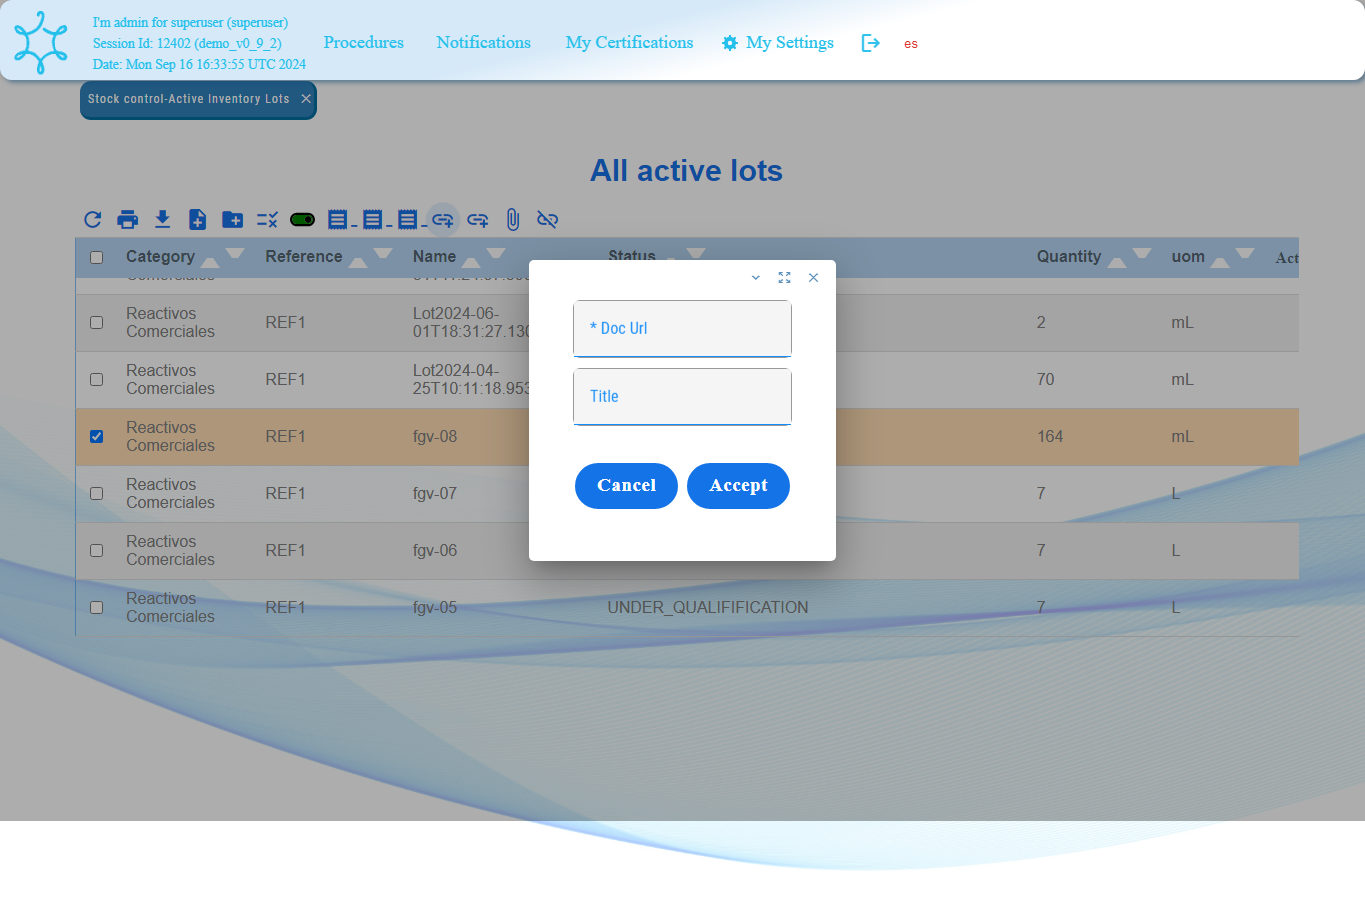 I'm admin for superuser (superuser)
Session Id: 12402 (demo_v0_9_2)
Date: Mon Sep 16 16:33:55 UTC 2024
Procedures
Notifications
My Certifications
My Settings
es
Stock control-Active Inventory Lots
All active lots
Category
Reference
Name
Status
Quantity
uom
Act
Comerciales
Reactivos
Comerciales
REF1
Lot2024-06-
01T18:31:27.130
2
mL
Reactivos
Comerciales
REF1
Lot2024-04-
25T10:11:18.953
70
mL
Reactivos
Comerciales
REF1
fgv-08
164
mL
Reactivos
Comerciales
REF1
fgv-07
7
L
Reactivos
Comerciales
REF1
fgv-06
7
L
Reactivos
Comerciales
REF1
fgv-05
UNDER_QUALIFIFICATION
7
L
* Doc Url
Title
Cancel
Accept